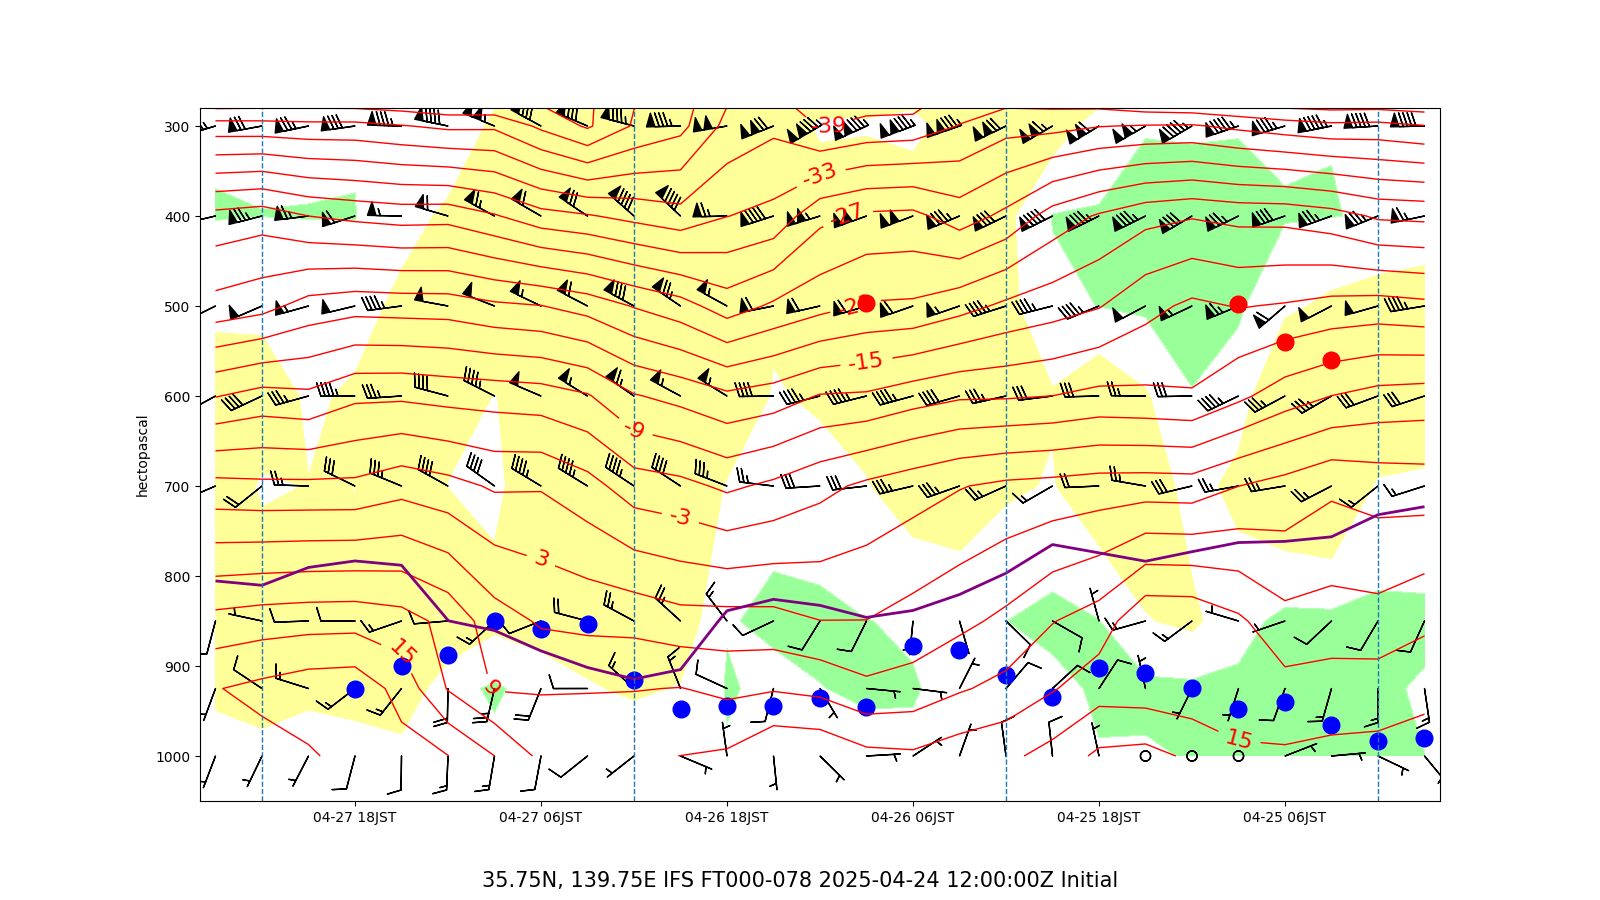 300
400
500
600
700
800
900
1000
hectopascal
39
-33
-27
-15
-9
-3
3
15
9
15
04-27 18JST
04-27 06JST
04-26 18JST
04-26 06JST
04-25 18JST
04-25 06JST
35.75N, 139.75E IFS FT000-078 2025-04-24 12:00:00Z Initial